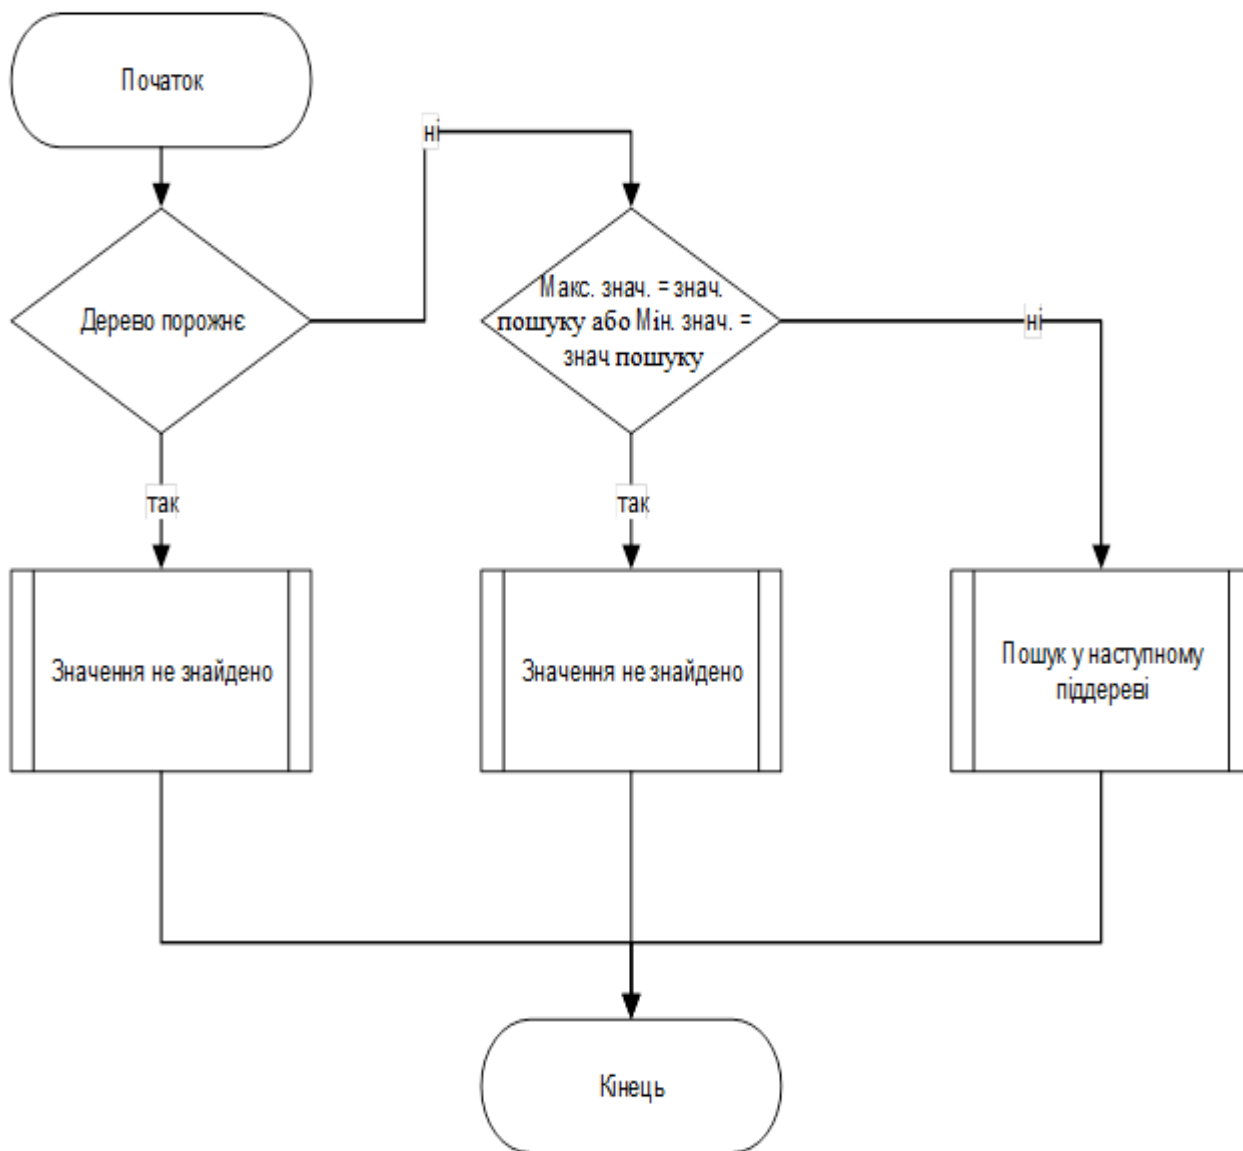 Початок
ні
Дерево порожнє
Макс. знач. = знач.
пошуку або Мін. знач. =
знач пошуку
ні
так
так
Значення не знайдено
Значення не знайдено
Пошук у наступному
піддереві
Кінець